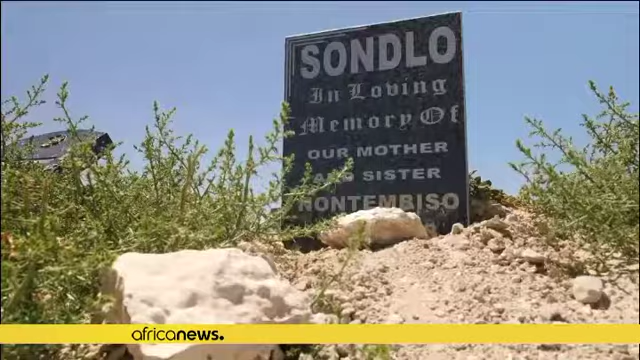 SONDLO
In Loving
Memory Of
OUR MOTHER
AND SISTER
NONTEMBISO
africanews.